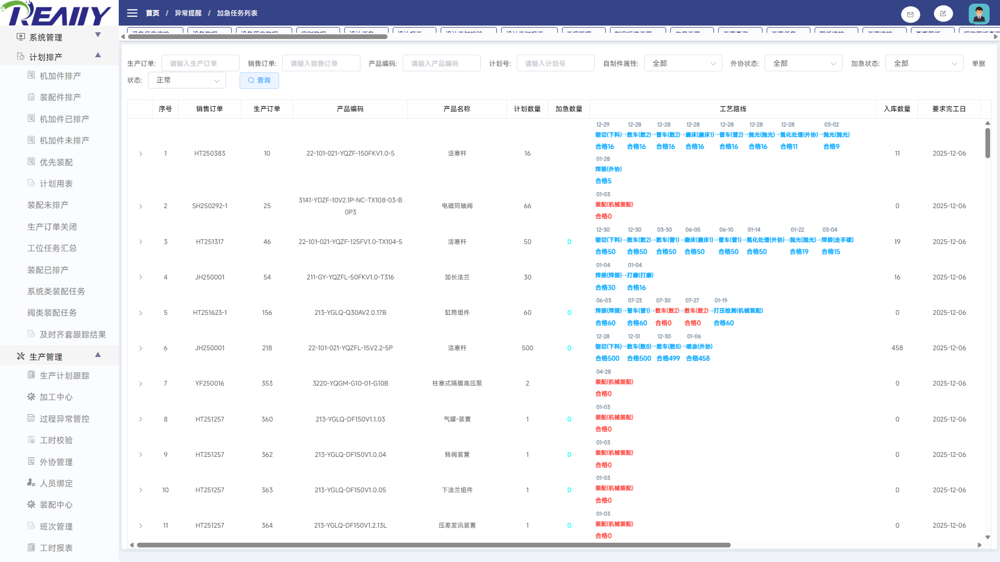 REAllY
首页 / 异常提醒 / 加急任务列表
系统管理
计划排产
机加件排产
装配件排产
机加件已排产
机加件未排产
优先装配
计划用表
装配未排产
生产订单关闭
工位任务汇总
装配已排产
系统类装配任务
阀类装配任务
及时齐套跟踪结果
生产管理
生产计划跟踪
加工中心
过程异常管控
工时校验
外协管理
人员绑定
装配中心
班次管理
工时报表
生产订单: 请输入生产订单 销售订单: 请输入销售订单 产品编码: 请输入产品编码 计划号: 请输入计划号 自制件属性: 全部 外协状态: 全部 加急状态: 全部 单据
状态: 正常 查询
序号 销售订单 生产订单 产品编码 产品名称 计划数量 加急数量 工艺路线 入库数量 要求完工日
12-29 12-28 12-28 12-28 12-28 12-28 12-28 03-02
锯切(下料)→数车(数2)→普车(数2)→磨床(磨床1)→普车(普2)→抛光(抛光)→氮化处理(外协)→抛光(抛光)
合格16 合格16 合格16 合格16 合格16 合格16 合格11 合格9
1 HT250383 10 22-101-021-YQZF-150FKV1.0-5 活塞杆 16 11 2025-12-06
01-28
焊接(外协)
合格5
01-03
3141-YDZF-10V2.1P-NC-TX108-03-B
0P3
2 SH250292-1 25 电磁同轴阀 66 装配(机械装配) 0 2025-12-06
合格0
12-30 12-30 03-30 06-05 06-10 01-14 01-22 03-04
锯切(下料)→数车(数2)→数车(普1)→磨床(磨床1)→普车(普1)→氮化处理(外协)→抛光(抛光)→焊接(走手续)
3 HT251317 46 22-101-021-YQZF-125FV1.0-TX104-5 活塞杆 50 0 19 2025-12-06
合格50 合格50 合格50 合格50 合格50 合格50 合格19 合格15
01-04 01-04
焊接(焊接)→打磨(打磨)
4 JH250001 54 211-GY-YQZFL-50FKV1.0-T316 加长法兰 30 16 2025-12-06
合格30 合格16
06-03 07-23 07-30 07-27 01-19
焊接(焊接)→普车(普1)→数车(数2)→数车(数2)→打压检测(机械装配)
5 HT251623-1 156 213-YGLQ-Q30AV2.0.17B 缸筒组件 60 0 0 2025-12-06
合格60 合格60 合格0 合格0 合格60
12-28 12-31 12-30 01-06
锯切(下料)→数车(数8)→数车(数8)→喷涂(外协)
6 JH250001 218 22-101-021-YQZFL-15V2.2-5P 活塞杆 500 0 458 2025-12-06
合格500 合格500 合格499 合格458
04-28
装配(机械装配)
7 YF250016 353 3220-YQGM-G10-01-G10B 柱塞式隔膜高压泵 2 0 2025-12-06
合格0
01-03
装配(机械装配)
8 HT251257 360 213-YGLQ-DF150V1.1.03 气罐-装置 1 0 0 2025-12-06
合格0
01-03
装配(机械装配)
9 HT251257 362 213-YGLQ-DF150V1.0.04 转阀装置 1 0 0 2025-12-06
合格0
01-03
装配(机械装配)
10 HT251257 363 213-YGLQ-DF150V1.0.05 下法兰组件 1 0 0 2025-12-06
合格0
01-03
装配(机械装配)
11 HT251257 364 213-YGLQ-DF150V1.2.13L 压差发讯装置 1 0 0 2025-12-06
合格0